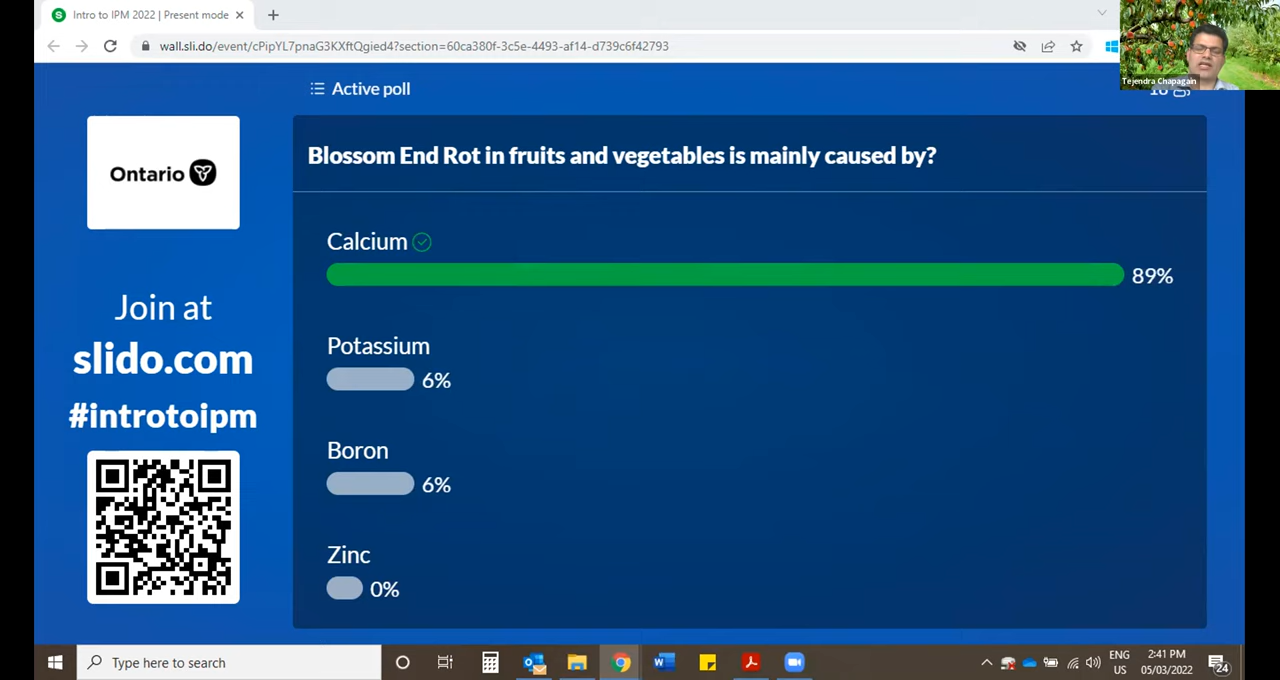 Intro to IPM 2022 | Present mode
wall.sli.do/event/cPipYL7pnaG3KXftQgied4?section=60ca380f-3c5e-4493-af14-d739c6f42793
Tejendra Chapagain
Active poll
Ontario
Blossom End Rot in fruits and vegetables is mainly caused by?
Calcium
89%
Potassium
6%
Boron
6%
Zinc
0%
Join at
slido.com
#introtoipm
Type here to search
ENG
US
2:41 PM
05/03/2022
24